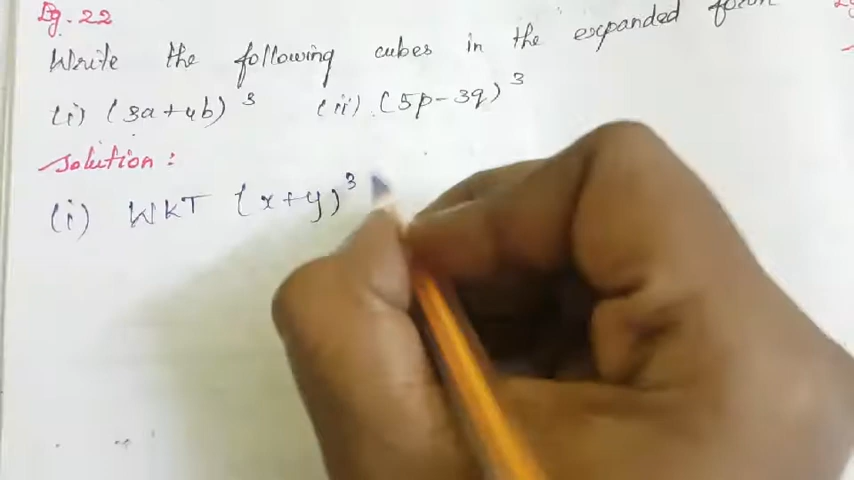 Eg. 22
Write the following cubes in the expanded form
(i) (3a+4b)³ (ii) (5p-3q)³
Solution :
(i) WKT (x+y)³